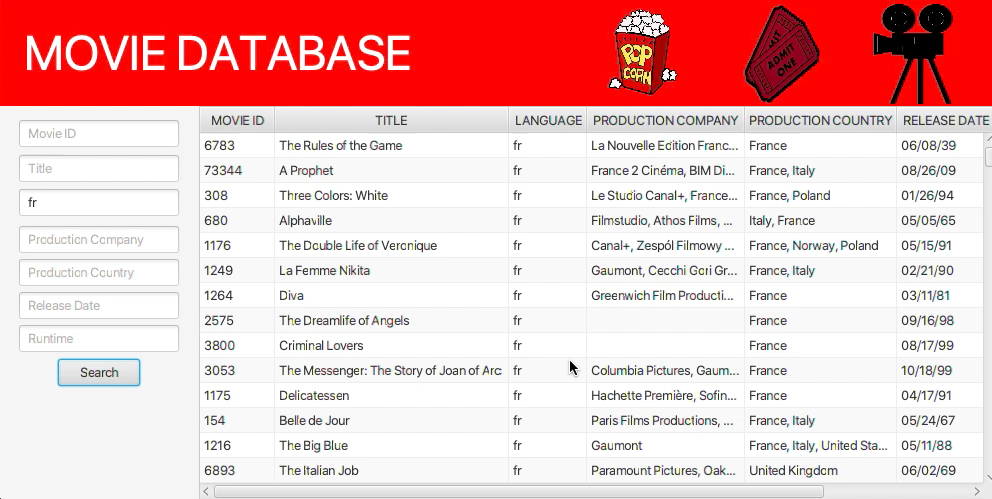 MOVIE DATABASE
POP
CORN
ADMIT
ONE
Movie ID
Title
fr
Production Company
Production Country
Release Date
Runtime
Search
MOVIE ID TITLE LANGUAGE PRODUCTION COMPANY PRODUCTION COUNTRY RELEASE DATE
6783 The Rules of the Game fr La Nouvelle Edition Franc... France 06/08/39
73344 A Prophet fr France 2 Cinéma, BIM Di... France, Italy 08/26/09
308 Three Colors: White fr Le Studio Canal+, France... France, Poland 01/26/94
680 Alphaville fr Filmstudio, Athos Films, ... Italy, France 05/05/65
1176 The Double Life of Veronique fr Canal+, Zespól Filmowy ... France, Norway, Poland 05/15/91
1249 La Femme Nikita fr Gaumont, Cecchi Gori Gr... France, Italy 02/21/90
1264 Diva fr Greenwich Film Producti... France 03/11/81
2575 The Dreamlife of Angels fr France 09/16/98
3800 Criminal Lovers fr France 08/17/99
3053 The Messenger: The Story of Joan of Arc fr Columbia Pictures, Gaum... France 10/18/99
1175 Delicatessen fr Hachette Première, Sofin... France 04/17/91
154 Belle de Jour fr Paris Films Productions, ... France, Italy 05/24/67
1216 The Big Blue fr Gaumont France, Italy, United Sta... 05/11/88
6893 The Italian Job fr Paramount Pictures, Oak... United Kingdom 06/02/69